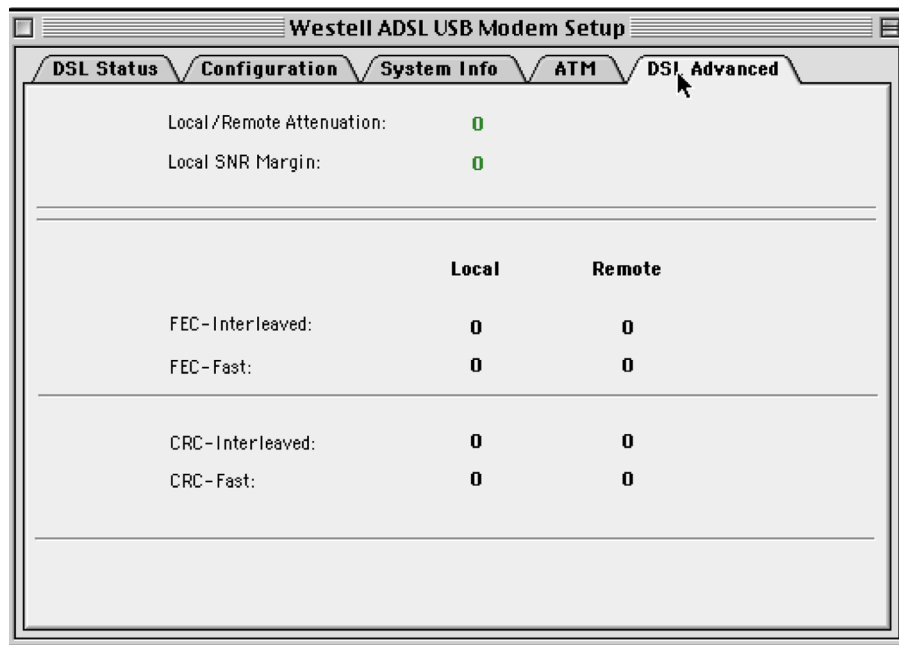 Westell ADSL USB Modem Setup
DSL Status Configuration System Info ATM DSL Advanced
Local/Remote Attenuation: 0
Local SNR Margin: 0
Local Remote
FEC-Interleaved: 0 0
FEC-Fast: 0 0
CRC-Interleaved: 0 0
CRC-Fast: 0 0